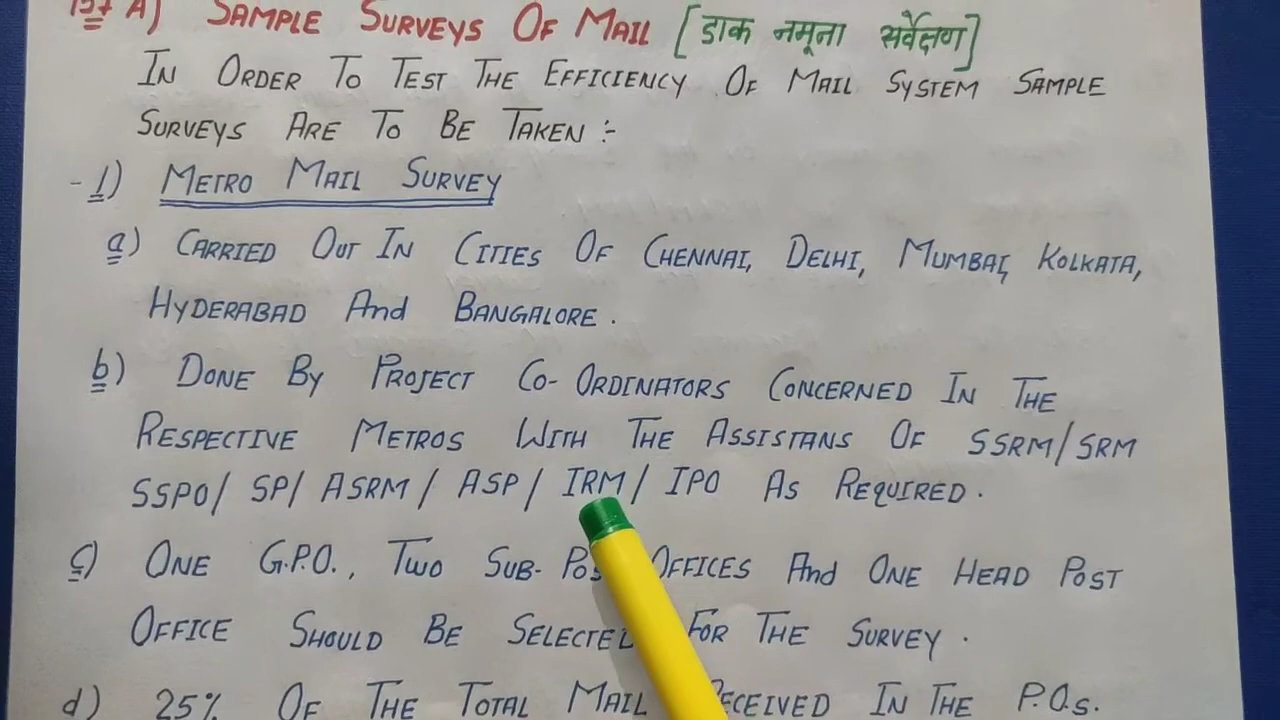 A) SAMPLE SURVEYS OF MAIL [डाक नमूना सर्वेक्षण]
IN ORDER TO TEST THE EFFICIENCY OF MAIL SYSTEM SAMPLE
SURVEYS ARE TO BE TAKEN :-
-1) METRO MAIL SURVEY
a) CARRIED OUT IN CITIES OF CHENNAI, DELHI, MUMBAI, KOLKATA,
HYDERABAD And BANGALORE .
b) DONE BY PROJECT CO- ORDINATORS CONCERNED IN THE
RESPECTIVE METROS WITH THE ASSISTANS OF SSRM/SRM
SSPO/ SP/ ASRM / ASP/ IRM/ IPO AS REQUIRED .
c) ONE G.P.O., TWO SUB- OFFICES And ONE HEAD POST
OFFICE SHOULD BE SELECTED FOR THE SURVEY .
d) 25% OF THE TOTAL MAIL RECEIVED IN THE P.O.s.